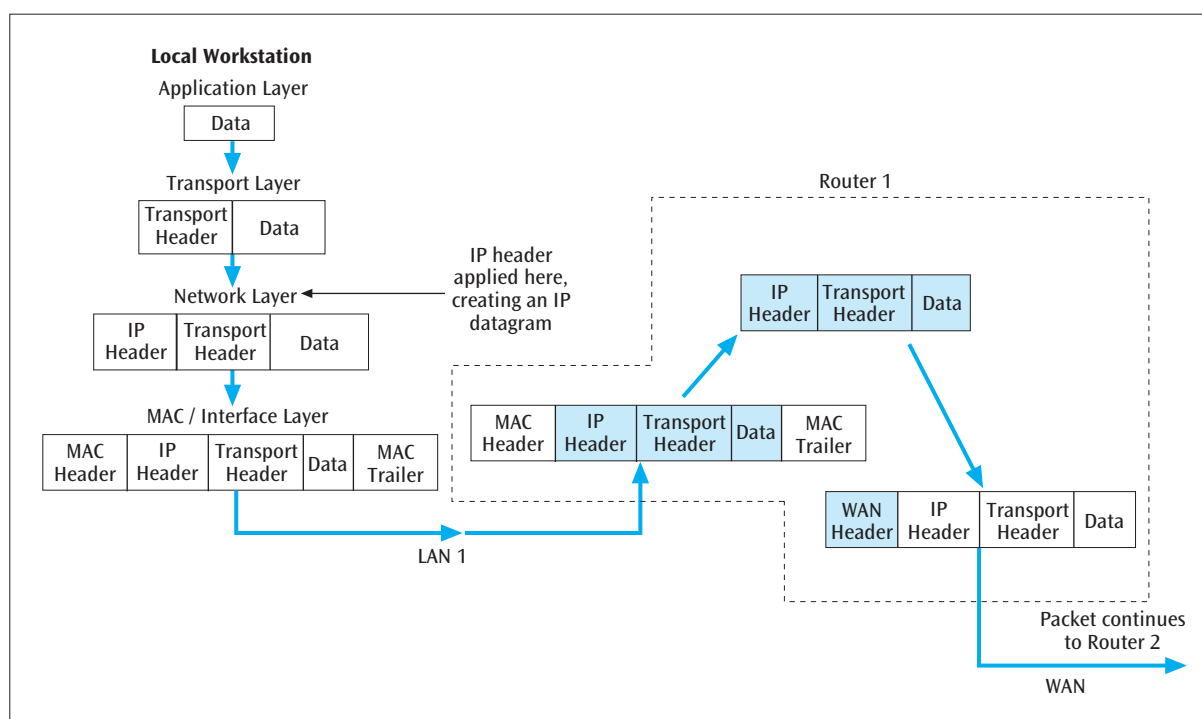 Local Workstation
Application Layer
Data
Transport Layer
Transport
Header
Data
IP header
applied here,
creating an IP
datagram
Network Layer
IP
Header
Transport
Header
Data
MAC / Interface Layer
MAC
Header
IP
Header
Transport
Header
Data
MAC
Trailer
LAN 1
Router 1
IP
Header
Transport
Header
Data
MAC
Header
IP
Header
Transport
Header
Data
MAC
Trailer
WAN
Header
IP
Header
Transport
Header
Data
Packet continues
to Router 2
WAN